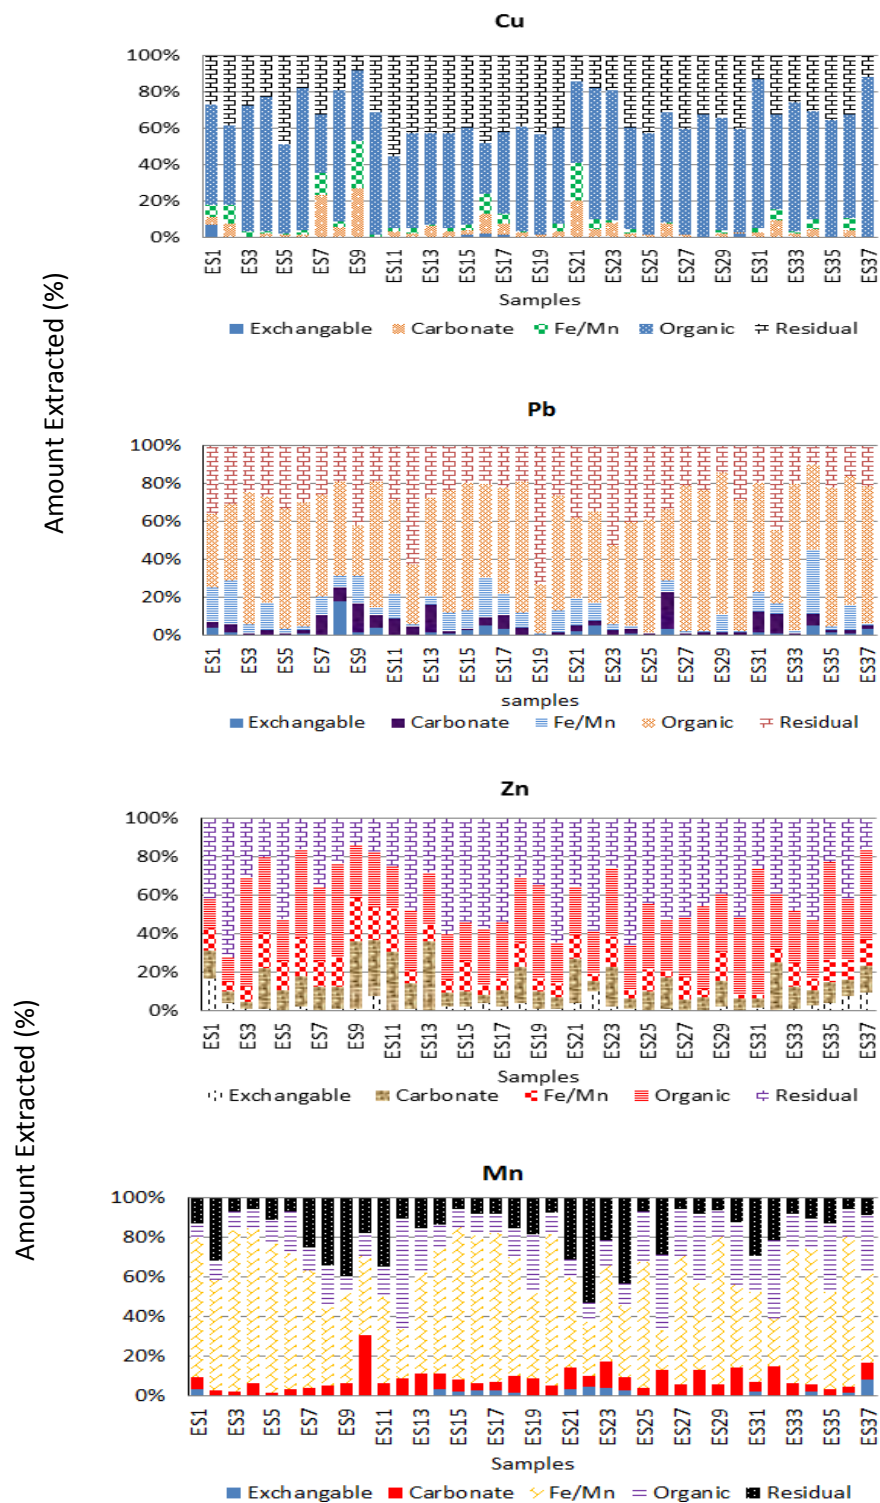 Cu
100%
80%
60%
40%
20%
0%
ES1 ES3 ES5 ES7 ES9 ES11 ES13 ES15 ES17 ES19 ES21 ES23 ES25 ES27 ES29 ES31 ES33 ES35 ES37
Samples
Exchangable Carbonate Fe/Mn Organic Residual
Amount Extracted (%)
Pb
100%
80%
60%
40%
20%
0%
ES1 ES3 ES5 ES7 ES9 ES11 ES13 ES15 ES17 ES19 ES21 ES23 ES25 ES27 ES29 ES31 ES33 ES35 ES37
samples
Exchangable Carbonate Fe/Mn Organic Residual
Zn
100%
80%
60%
40%
20%
0%
ES1 ES3 ES5 ES7 ES9 ES11 ES13 ES15 ES17 ES19 ES21 ES23 ES25 ES27 ES29 ES31 ES33 ES35 ES37
Samples
Exchangable Carbonate Fe/Mn Organic Residual
Amount Extracted (%)
Mn
100%
80%
60%
40%
20%
0%
ES1 ES3 ES5 ES7 ES9 ES11 ES13 ES15 ES17 ES19 ES21 ES23 ES25 ES27 ES29 ES31 ES33 ES35 ES37
Samples
Exchangable Carbonate Fe/Mn Organic Residual